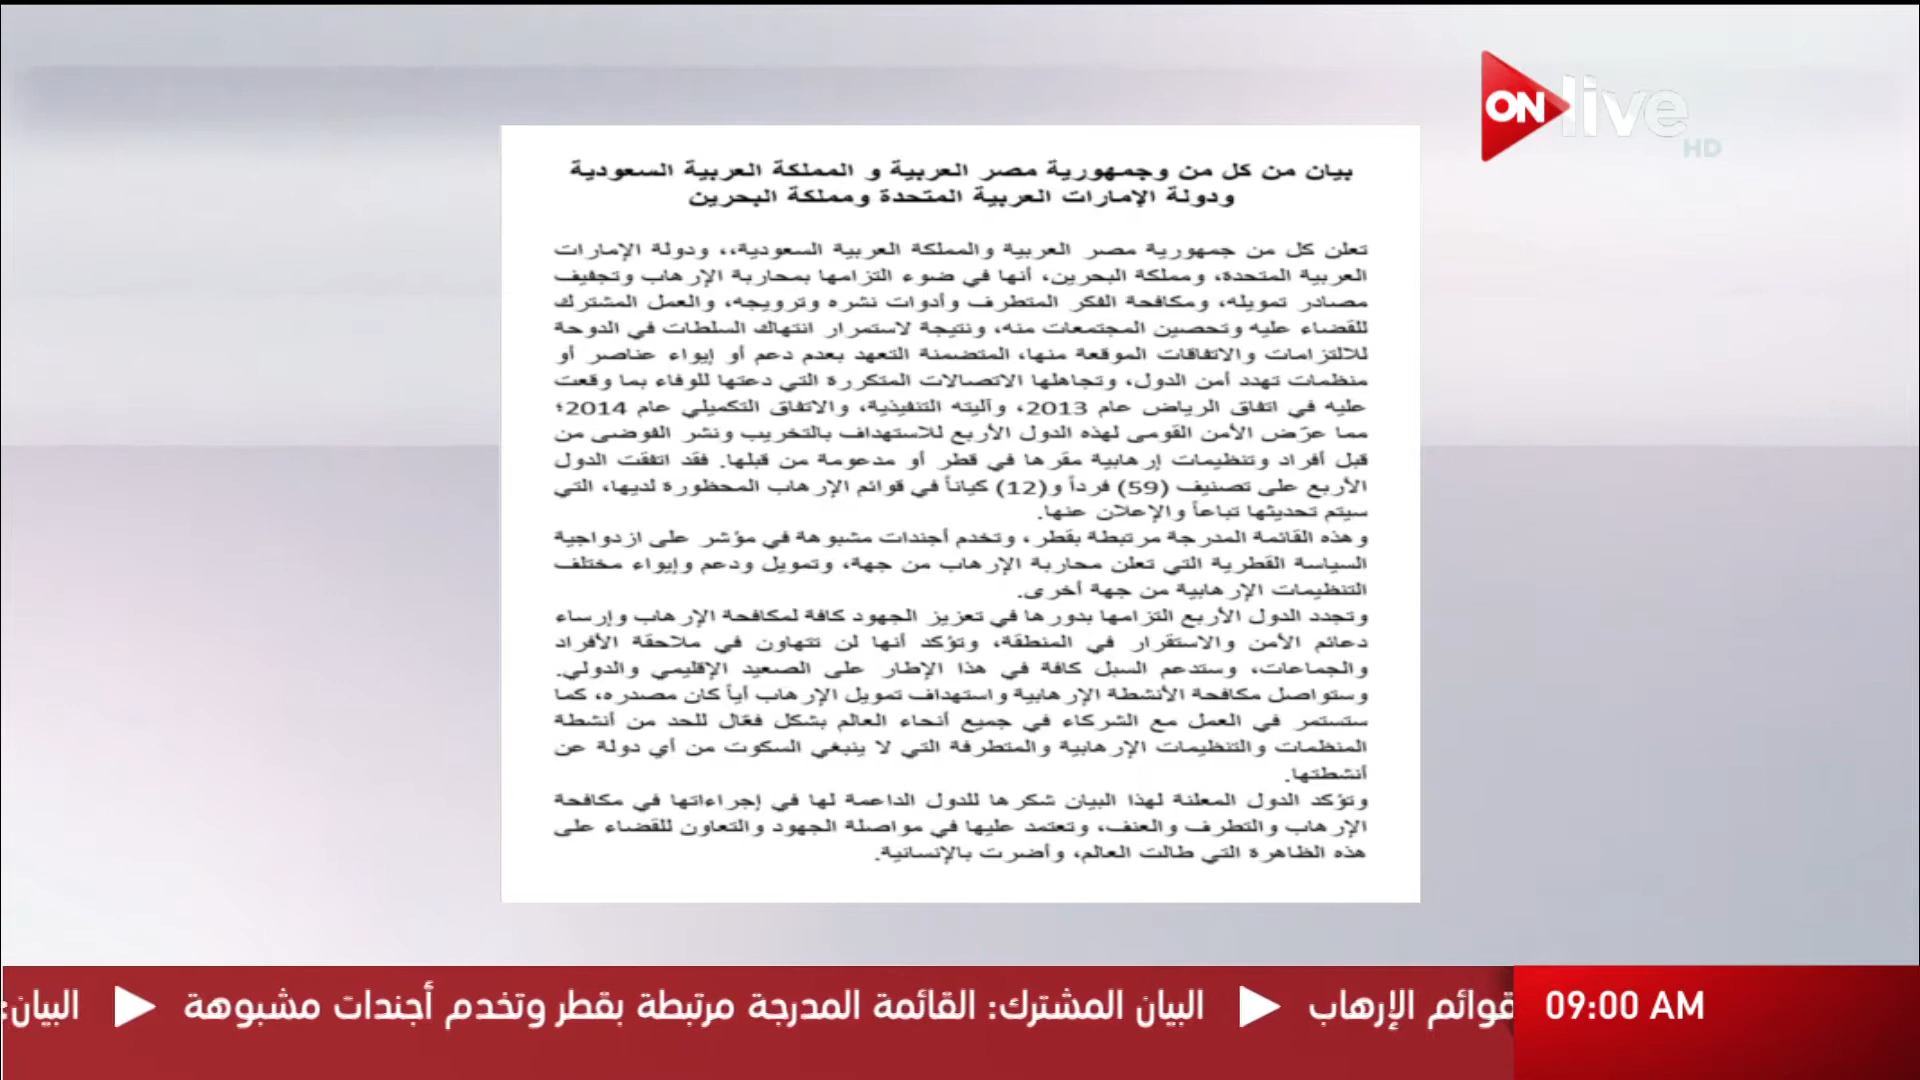 ON live
HD
بيان من كل من وجمهورية مصر العربية و المملكة العربية السعودية
ودولة الإمارات العربية المتحدة ومملكة البحرين
تعلن كل من جمهورية مصر العربية والمملكة العربية السعودية،، ودولة الإمارات
العربية المتحدة، ومملكة البحرين، أنها في ضوء التزامها بمحاربة الإرهاب وتجفيف
مصادر تمويله، ومكافحة الفكر المتطرف وأدوات نشره وترويجه، والعمل المشترك
للقضاء عليه وتحصين المجتمعات منه، ونتيجة لاستمرار انتهاك السلطات في الدوحة
للالتزامات والاتفاقات الموقعة منها، المتضمنة التعهد بعدم دعم أو إيواء عناصر أو
منظمات تهدد أمن الدول، وتجاهلها الاتصالات المتكررة التي دعتها للوفاء بما وقعت
عليه في اتفاق الرياض عام 2013، وآليته التنفيذية، والاتفاق التكميلي عام 2014؛
مما عرّض الأمن القومى لهذه الدول الأربع للاستهداف بالتخريب ونشر الفوضى من
قبل أفراد وتنظيمات إرهابية مقرها في قطر أو مدعومة من قبلها. فقد اتفقت الدول
الأربع على تصنيف (59) فرداً و(12) كياناً في قوائم الإرهاب المحظورة لديها، التي
سيتم تحديثها تباعاً والإعلان عنها.
وهذه القائمة المدرجة مرتبطة بقطر، وتخدم أجندات مشبوهة في مؤشر على ازدواجية
السياسة القطرية التي تعلن محاربة الإرهاب من جهة، وتمويل ودعم وإيواء مختلف
التنظيمات الإرهابية من جهة أخرى.
وتجدد الدول الأربع التزامها بدورها في تعزيز الجهود كافة لمكافحة الإرهاب وإرساء
دعائم الأمن والاستقرار في المنطقة، وتؤكد أنها لن تتهاون في ملاحقة الأفراد
والجماعات، وستدعم السبل كافة في هذا الإطار على الصعيد الإقليمي والدولي.
وستواصل مكافحة الأنشطة الإرهابية واستهداف تمويل الإرهاب أياً كان مصدره، كما
ستستمر في العمل مع الشركاء في جميع أنحاء العالم بشكل فعّال للحد من أنشطة
المنظمات والتنظيمات الإرهابية والمتطرفة التي لا ينبغي السكوت من أي دولة عن
أنشطتها.
وتؤكد الدول المعلنة لهذا البيان شكرها للدول الداعمة لها في إجراءاتها في مكافحة
الإرهاب والتطرف والعنف، وتعتمد عليها في مواصلة الجهود والتعاون للقضاء على
هذه الظاهرة التي طالت العالم، وأضرت بالإنسانية.
09:00 AM
قوائم الإرهاب ◀ البيان المشترك: القائمة المدرجة مرتبطة بقطر وتخدم أجندات مشبوهة ◀ البيان: